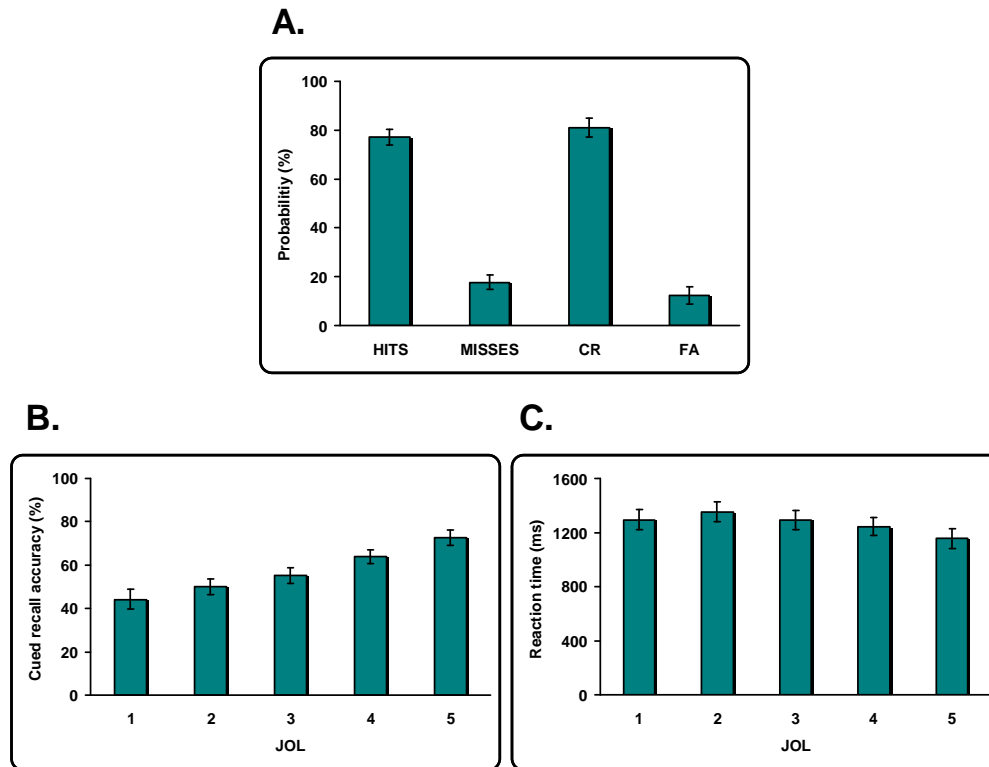 A.
Probabilitiy (%)
100
80
60
40
20
0
HITS MISSES CR FA
B.
Cued recall accuracy (%)
100
80
60
40
20
0
1 2 3 4 5
JOL
C.
Reaction time (ms)
1600
1200
800
400
0
1 2 3 4 5
JOL